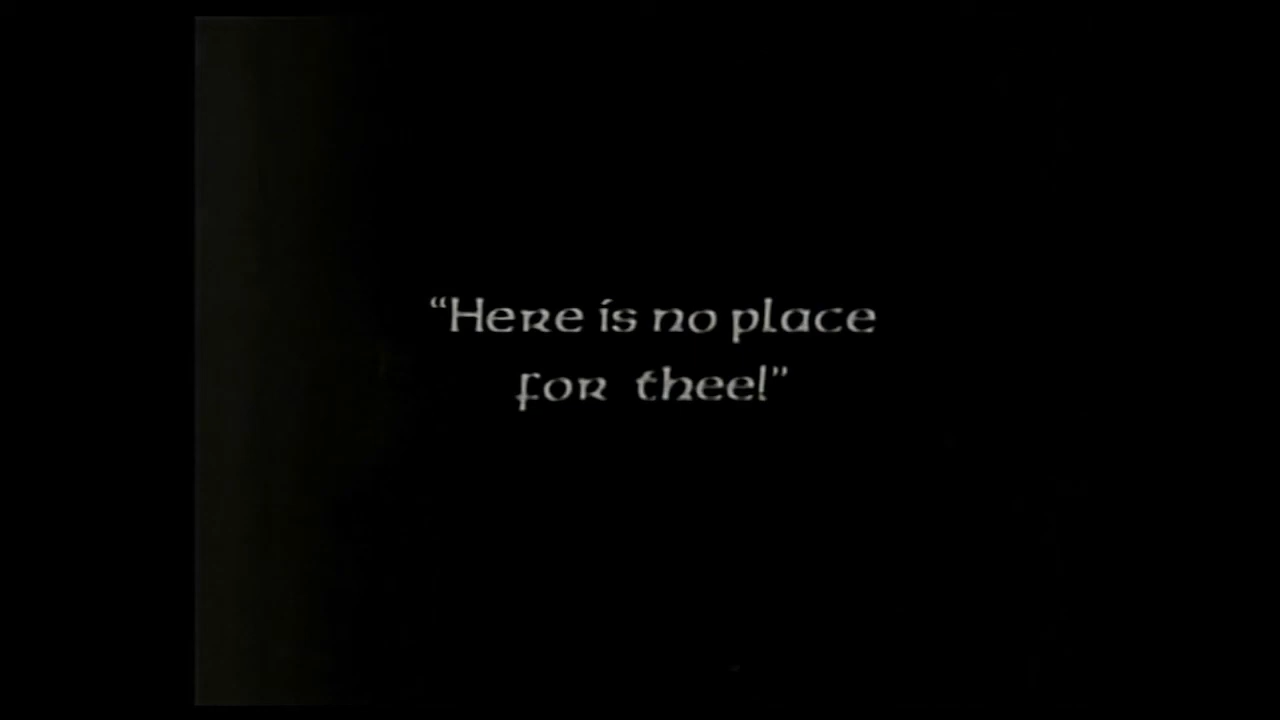 “Here is no place
for thee!”